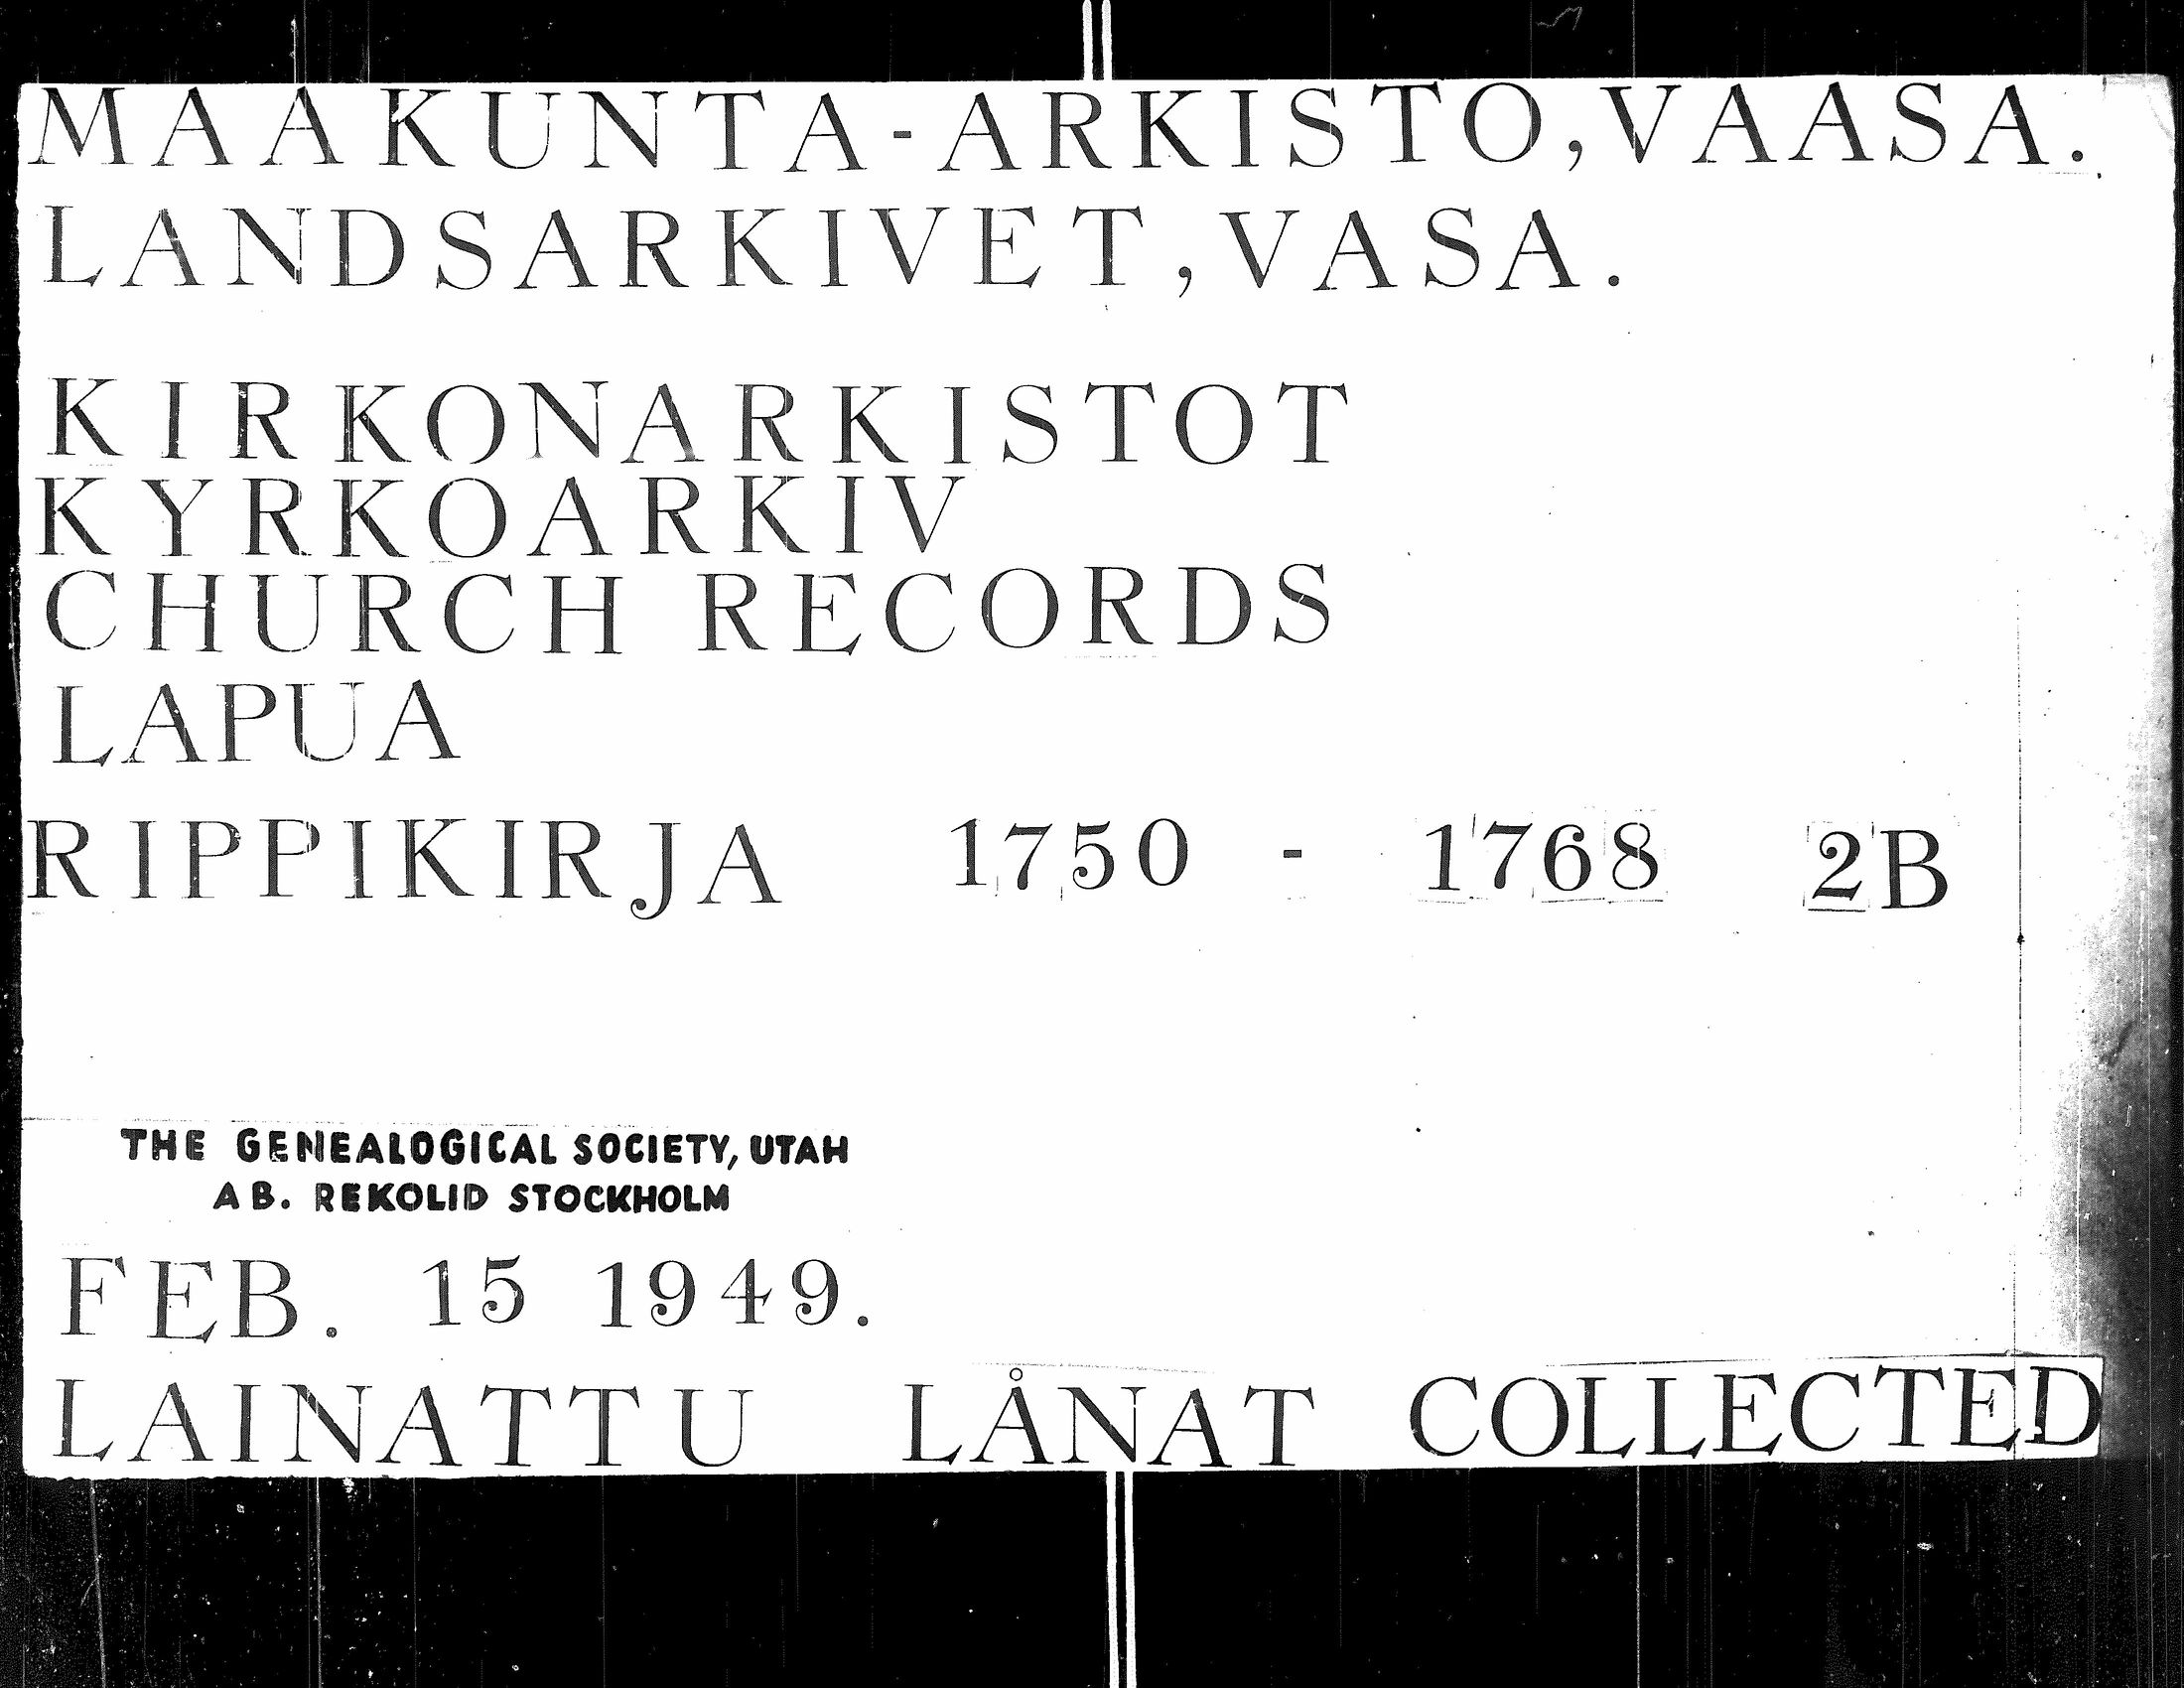 MAAKUNTA-ARKISTO, VAASA.
LANDSARKIVET, VASA.
KIRKONARKISTOT
KYRKOARKIV
CHURCH RECORDS
LAPUA
RIPPIKIRJA 1750 - 1768 2B
THE GENEALOGICAL SOCIETY, UTAH
AB. REKOLID STOCKHOLM
FEB. 15 1949.
LAINATTU LÅNAT COLLECTED